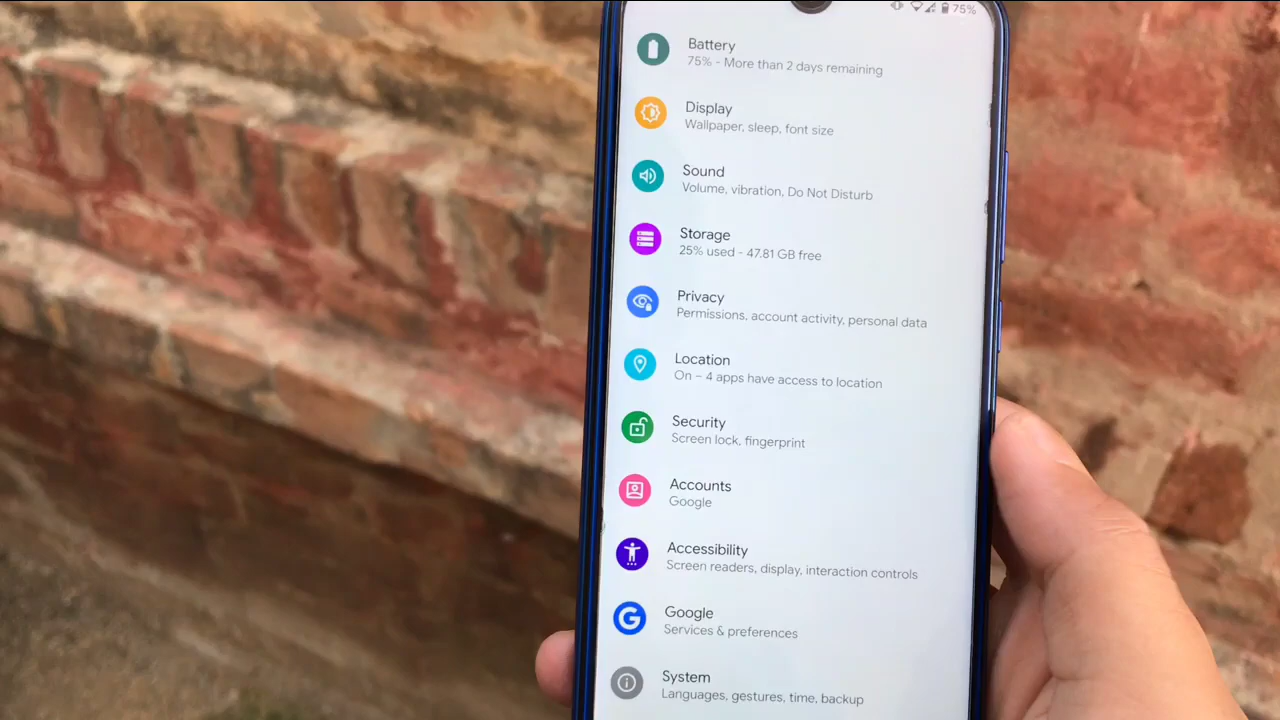 75%
Battery
75% - More than 2 days remaining
Display
Wallpaper, sleep, font size
Sound
Volume, vibration, Do Not Disturb
Storage
25% used - 47.81 GB free
Privacy
Permissions, account activity, personal data
Location
On – 4 apps have access to location
Security
Screen lock, fingerprint
Accounts
Google
Accessibility
Screen readers, display, interaction controls
Google
Services & preferences
System
Languages, gestures, time, backup